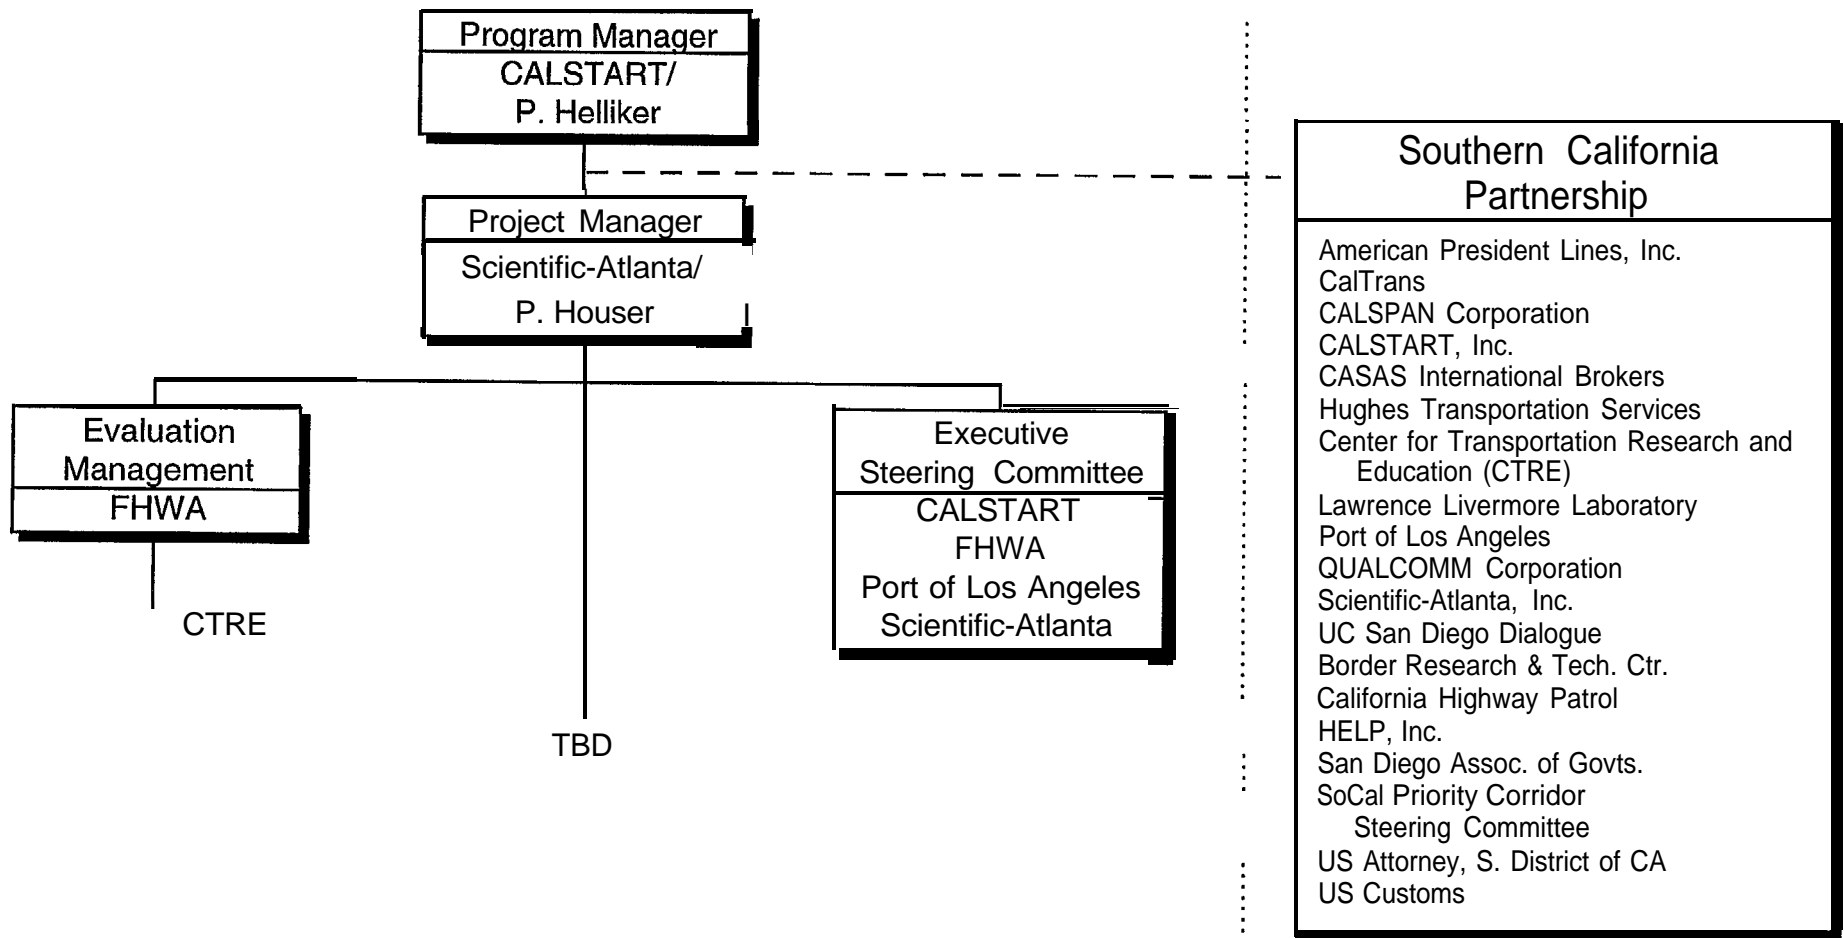 Program Manager
CALSTART/
P. Helliker
Project Manager
Scientific-Atlanta/
P. Houser
Evaluation
Management
FHWA
CTRE
TBD
Executive
Steering Committee
CALSTART
FHWA
Port of Los Angeles
Scientific-Atlanta
Southern California
Partnership
American President Lines, Inc.
CalTrans
CALSPAN Corporation
CALSTART, Inc.
CASAS International Brokers
Hughes Transportation Services
Center for Transportation Research and
Education (CTRE)
Lawrence Livermore Laboratory
Port of Los Angeles
QUALCOMM Corporation
Scientific-Atlanta, Inc.
UC San Diego Dialogue
Border Research & Tech. Ctr.
California Highway Patrol
HELP, Inc.
San Diego Assoc. of Govts.
SoCal Priority Corridor
Steering Committee
US Attorney, S. District of CA
US Customs